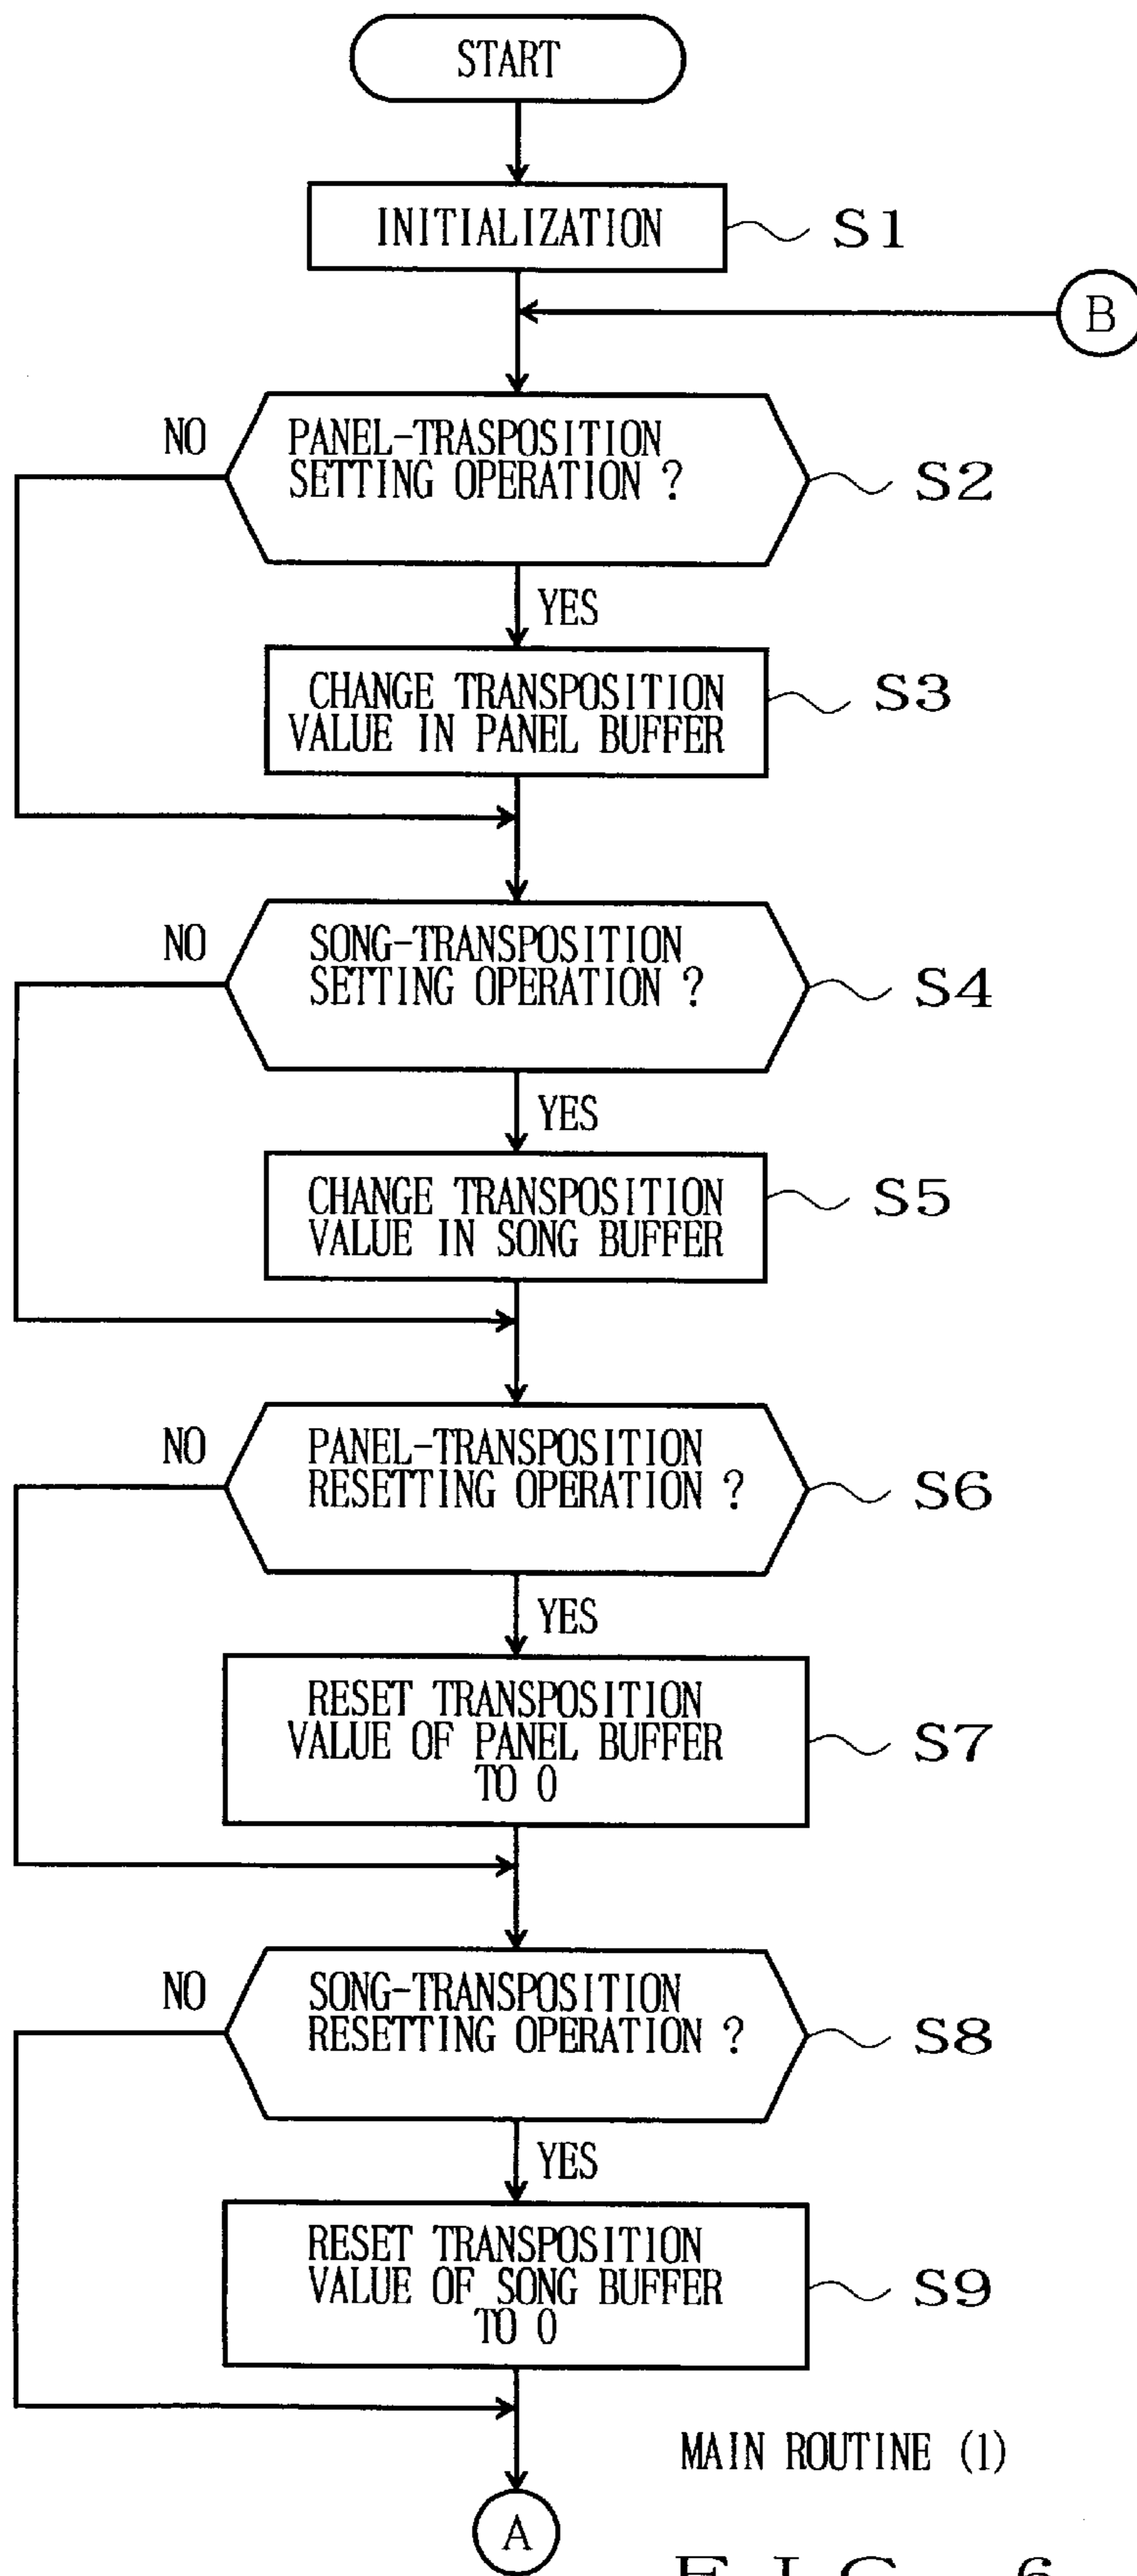 START
INITIALIZATION
S1
B
NO
PANEL-TRASPOSITION
SETTING OPERATION ?
S2
YES
CHANGE TRANSPOSITION
VALUE IN PANEL BUFFER
S3
NO
SONG-TRANSPOSITION
SETTING OPERATION ?
S4
YES
CHANGE TRANSPOSITION
VALUE IN SONG BUFFER
S5
NO
PANEL-TRANSPOSITION
RESETTING OPERATION ?
S6
YES
RESET TRANSPOSITION
VALUE OF PANEL BUFFER
TO 0
S7
NO
SONG-TRANSPOSITION
RESETTING OPERATION ?
S8
YES
RESET TRANSPOSITION
VALUE OF SONG BUFFER
TO 0
S9
MAIN ROUTINE (1)
A
FIG. 6